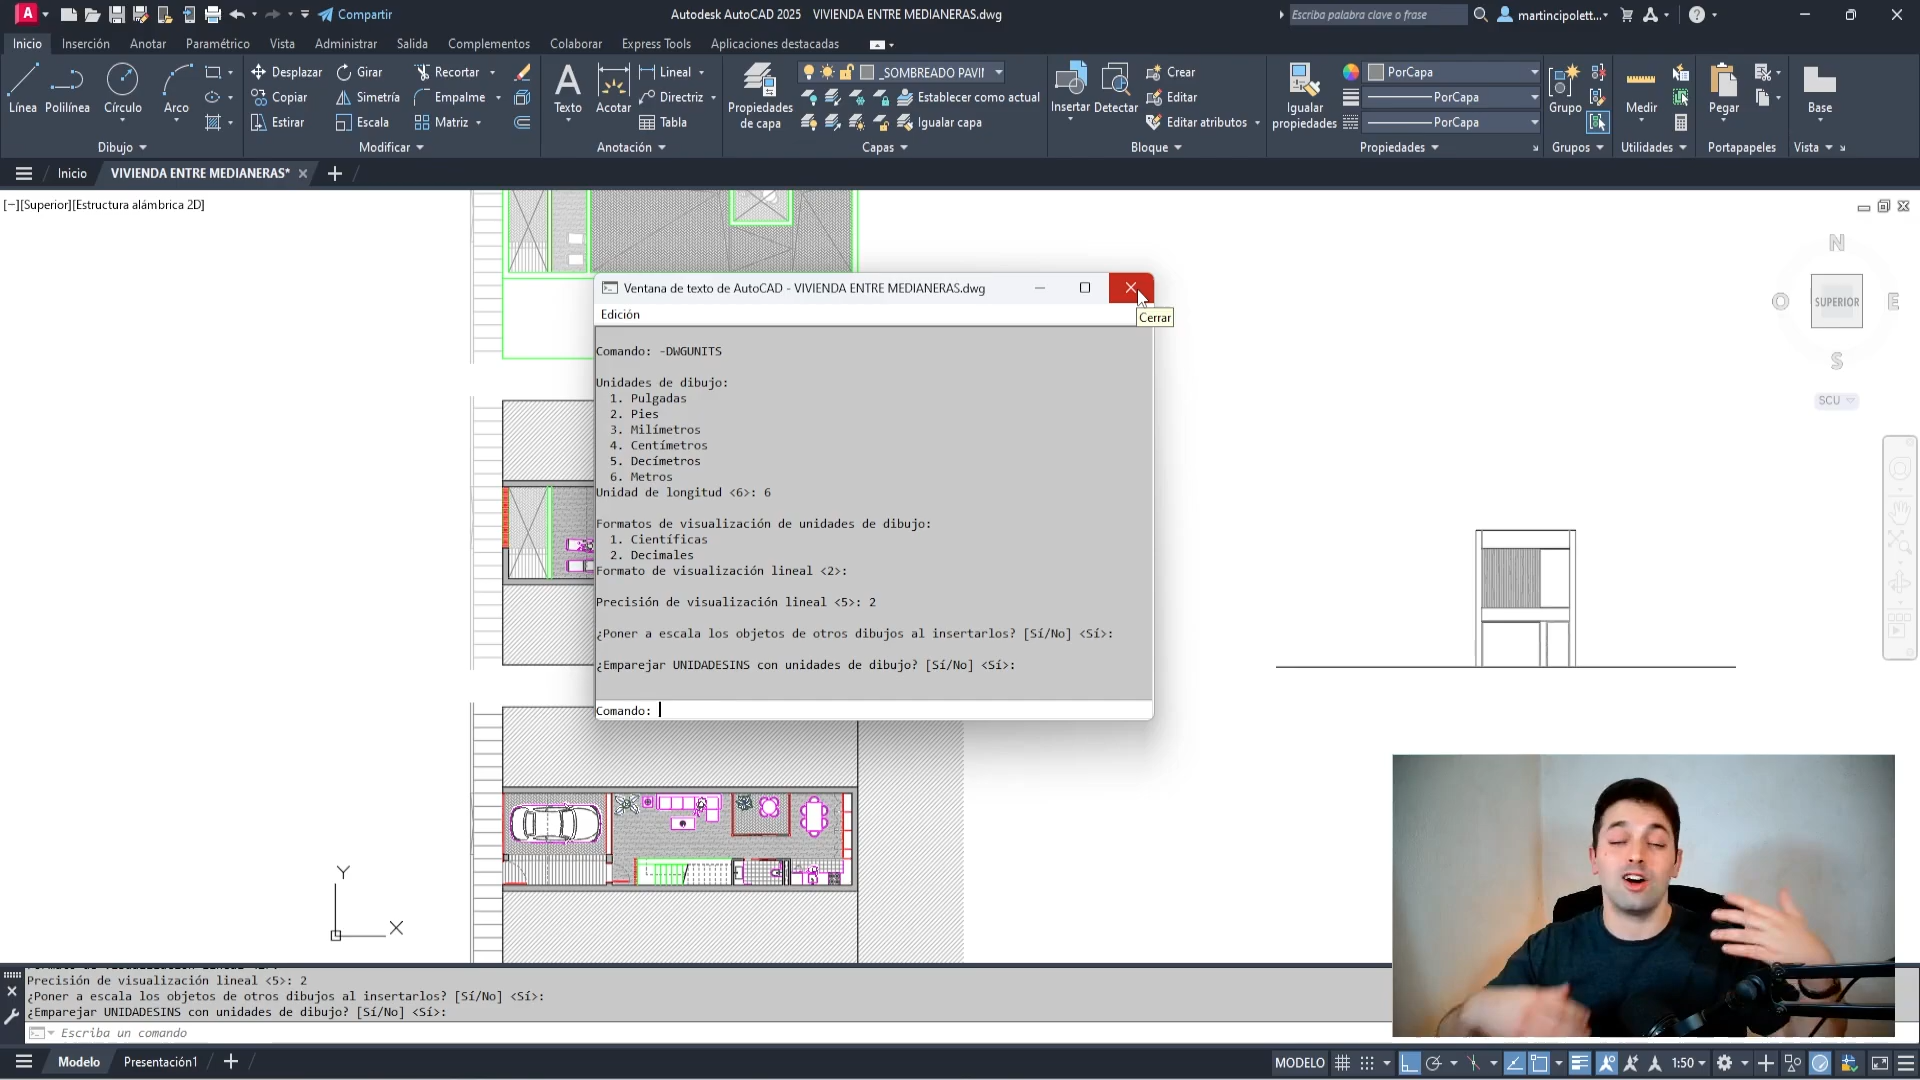 Compartir
Autodesk AutoCAD 2025 VIVIENDA ENTRE MEDIANERAS.dwg
Escriba palabra clave o frase
martincipolett...
Inicio Inserción Anotar Paramétrico Vista Administrar Salida Complementos Colaborar Express Tools Aplicaciones destacadas
Línea Polilínea Círculo Arco
Dibujo
Desplazar Girar Recortar
Copiar Simetría Empalme
Estirar Escala Matriz
Modificar
Texto Acotar
Lineal
Directriz
Tabla
Anotación
Propiedades de capa
_SOMBREADO PAVII
Establecer como actual
Igualar capa
Capas
Insertar Detectar
Crear
Editar
Editar atributos
Bloque
Igualar propiedades
PorCapa
PorCapa
PorCapa
Propiedades
Grupo
Grupos
Medir
Utilidades
Pegar
Portapapeles
Base
Vista
Inicio VIVIENDA ENTRE MEDIANERAS*
[−][Superior][Estructura alámbrica 2D]
N
O SUPERIOR E
S
SCU
Ventana de texto de AutoCAD - VIVIENDA ENTRE MEDIANERAS.dwg
Cerrar
Edición
Comando: -DWGUNITS
Unidades de dibujo:
1. Pulgadas
2. Pies
3. Milímetros
4. Centímetros
5. Decímetros
6. Metros
Unidad de longitud <6>: 6
Formatos de visualización de unidades de dibujo:
1. Científicas
2. Decimales
Formato de visualización lineal <2>:
Precisión de visualización lineal <5>: 2
¿Poner a escala los objetos de otros dibujos al insertarlos? [Sí/No] <Sí>:
¿Emparejar UNIDADESINS con unidades de dibujo? [Sí/No] <Sí>:
Comando:
Y
X
Precisión de visualización lineal <5>: 2
¿Poner a escala los objetos de otros dibujos al insertarlos? [Sí/No] <Sí>:
¿Emparejar UNIDADESINS con unidades de dibujo? [Sí/No] <Sí>:
Escriba un comando
Modelo Presentación1
MODELO 1:50